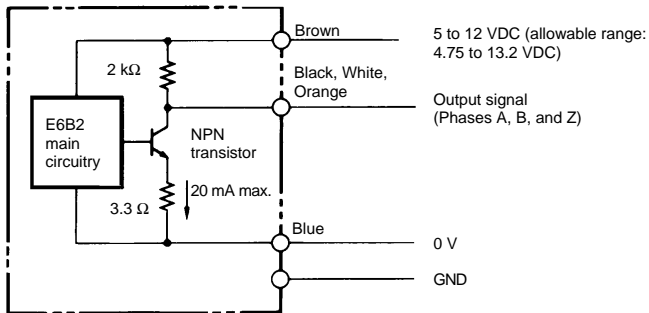 Brown
5 to 12 VDC (allowable range:
4.75 to 13.2 VDC)
2 kΩ
Black, White,
Orange
Output signal
(Phases A, B, and Z)
E6B2
main
circuitry
NPN
transistor
20 mA max.
3.3 Ω
Blue
0 V
GND